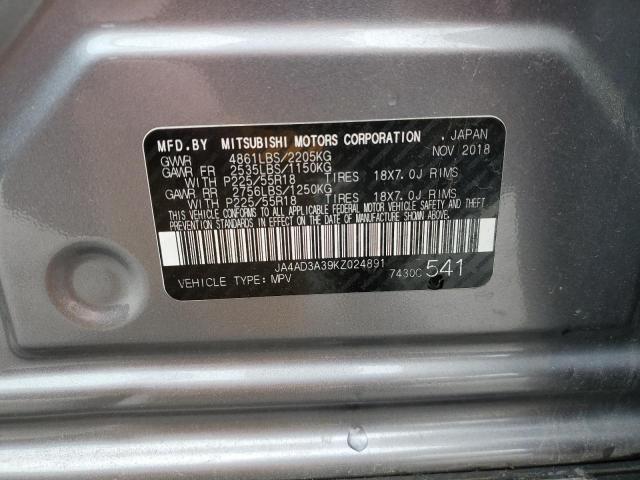 MFD.BY MITSUBISHI MOTORS CORPORATION . JAPAN
GVWR 4861LBS/2205KG NOV 2018
GAWR FR 2535LBS/1150KG
WITH P225/55R18 TIRES 18X7.0J RIMS
GAWR RR 2756LBS/1250KG
WITH P225/55R18 TIRES 18X7.0J RIMS
THIS VEHICLE CONFORMS TO ALL APPLICABLE FEDERAL MOTOR VEHICLE SAFETY AND THEFT
PREVENTION STANDARDS IN EFFECT ON THE DATE OF MANUFACTURE SHOWN ABOVE.
JA4AD3A39KZ024891
VEHICLE TYPE: MPV 7430C 541